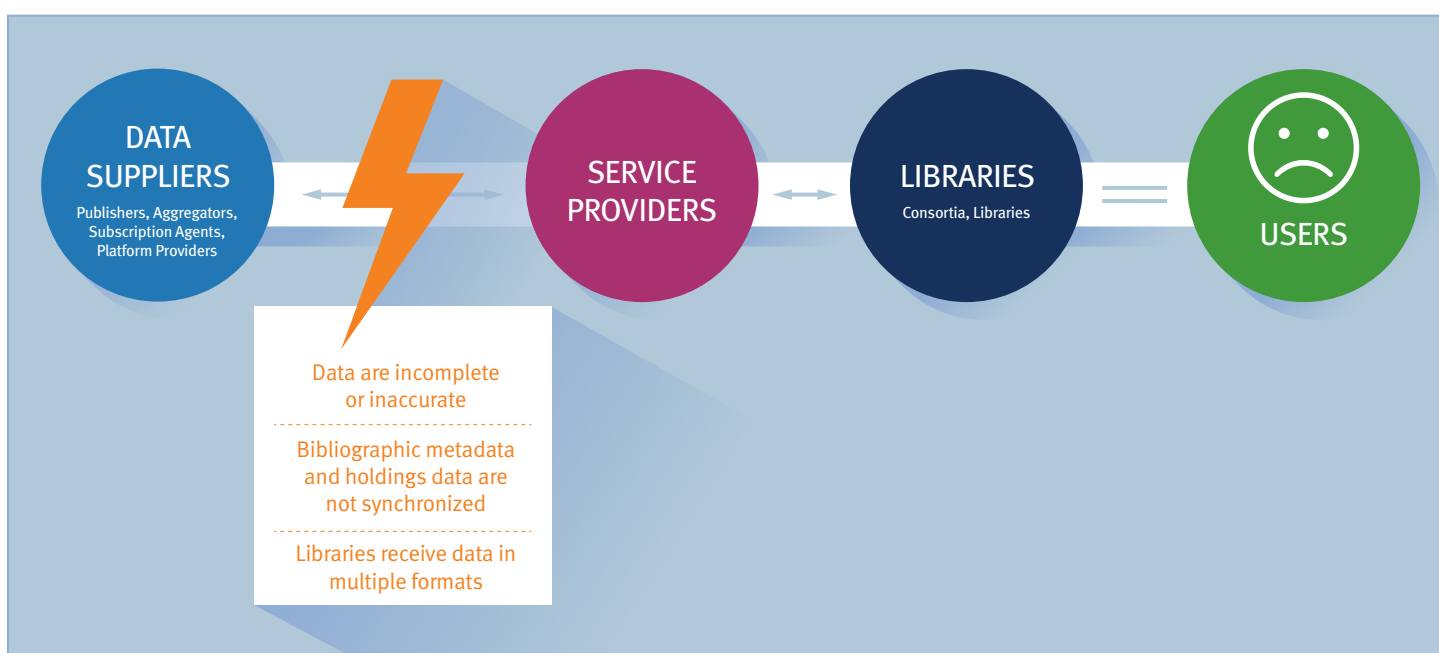 DATA
SUPPLIERS
Publishers, Aggregators,
Subscription Agents,
Platform Providers
SERVICE
PROVIDERS
LIBRARIES
Consortia, Libraries
USERS
Data are incomplete
or inaccurate
Bibliographic metadata
and holdings data are
not synchronized
Libraries receive data in
multiple formats